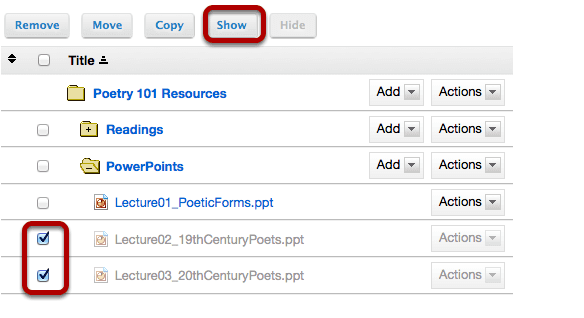 Remove Move Copy Show Hide
Title
Poetry 101 Resources Add Actions
Readings Add Actions
PowerPoints Add Actions
Lecture01_PoeticForms.ppt Actions
Lecture02_19thCenturyPoets.ppt Actions
Lecture03_20thCenturyPoets.ppt Actions